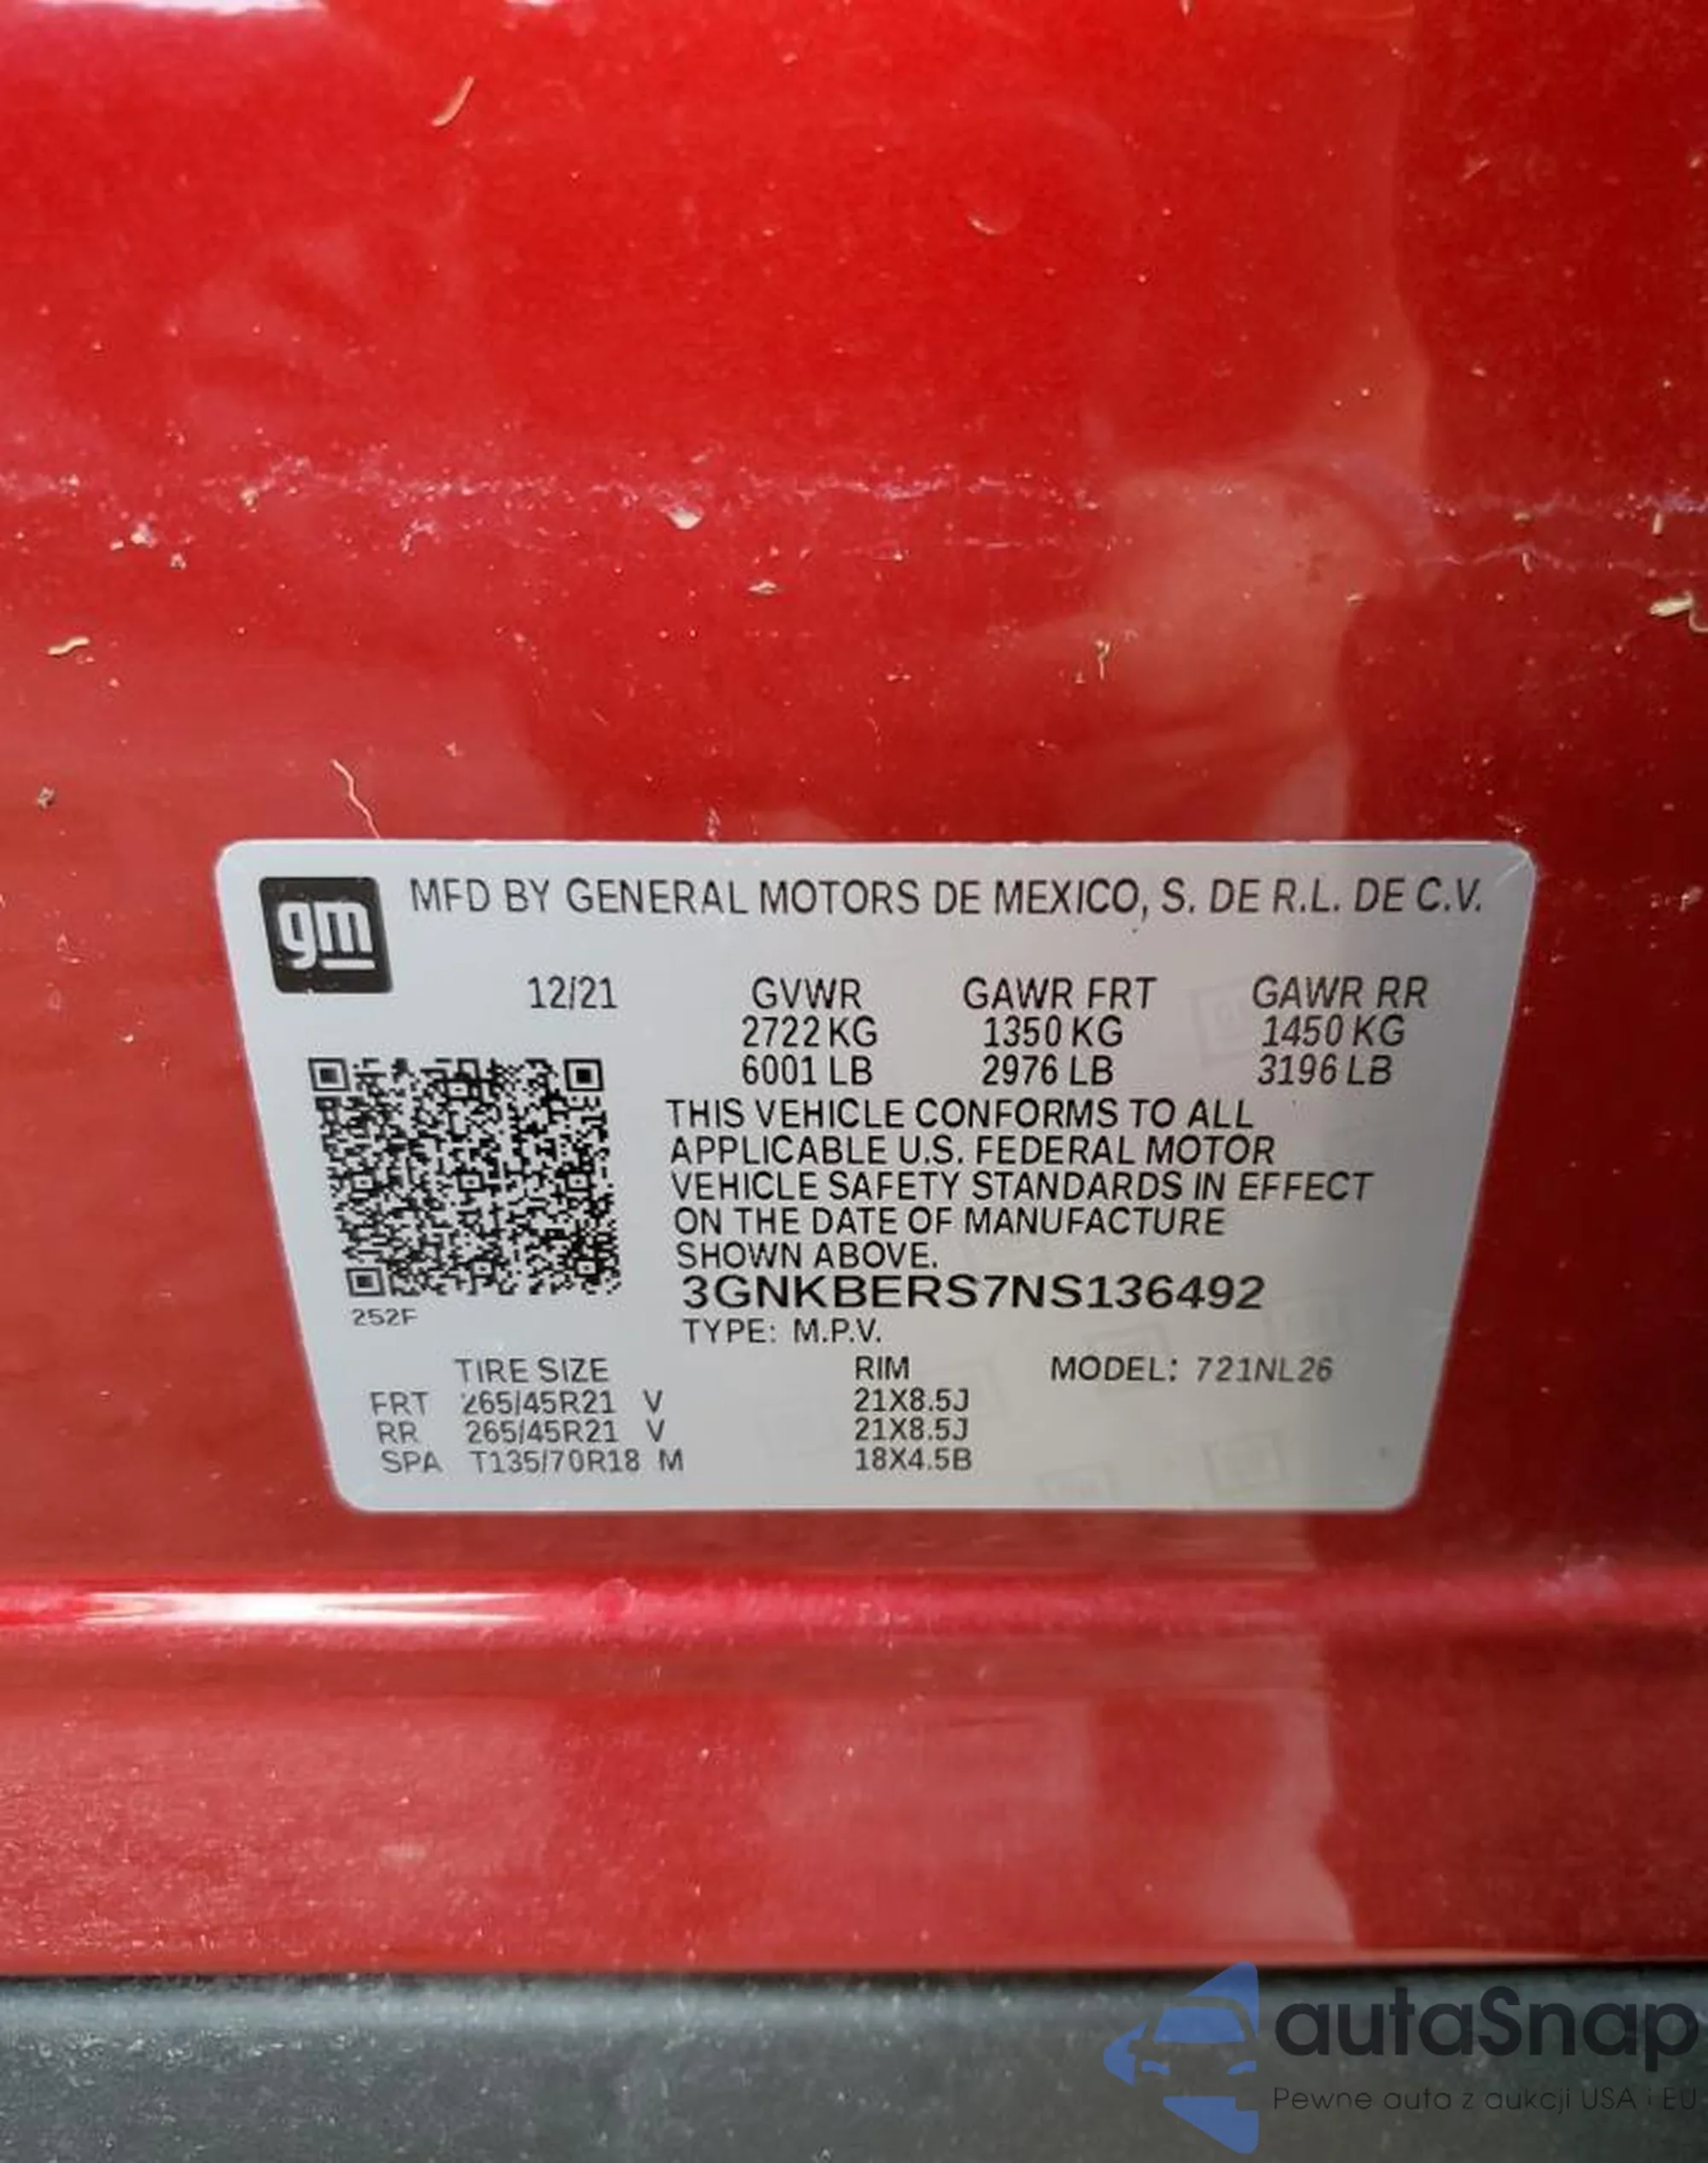 gm
MFD BY GENERAL MOTORS DE MEXICO, S. DE R.L. DE C.V.
12/21 GVWR GAWR FRT GAWR RR
2722 KG 1350 KG 1450 KG
6001 LB 2976 LB 3196 LB
THIS VEHICLE CONFORMS TO ALL
APPLICABLE U.S. FEDERAL MOTOR
VEHICLE SAFETY STANDARDS IN EFFECT
ON THE DATE OF MANUFACTURE
SHOWN ABOVE.
3GNKBERS7NS136492
252F
TYPE: M.P.V.
TIRE SIZE RIM MODEL: 721NL26
FRT 265/45R21 V 21X8.5J
RR 265/45R21 V 21X8.5J
SPA T135/70R18 M 18X4.5B
autaSnap
Pewne auta z aukcji USA i EU